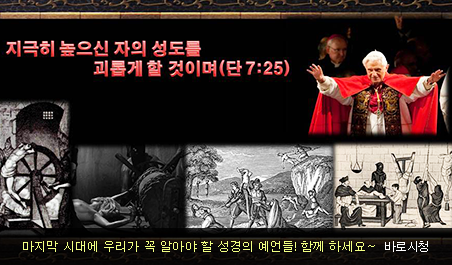 지극히 높으신 자의 성도를
괴롭게 할 것이며(단 7:25)
마지막 시대에 우리가 꼭 알아야 할 성경의 예언들! 함께 하세요~ 바로시청